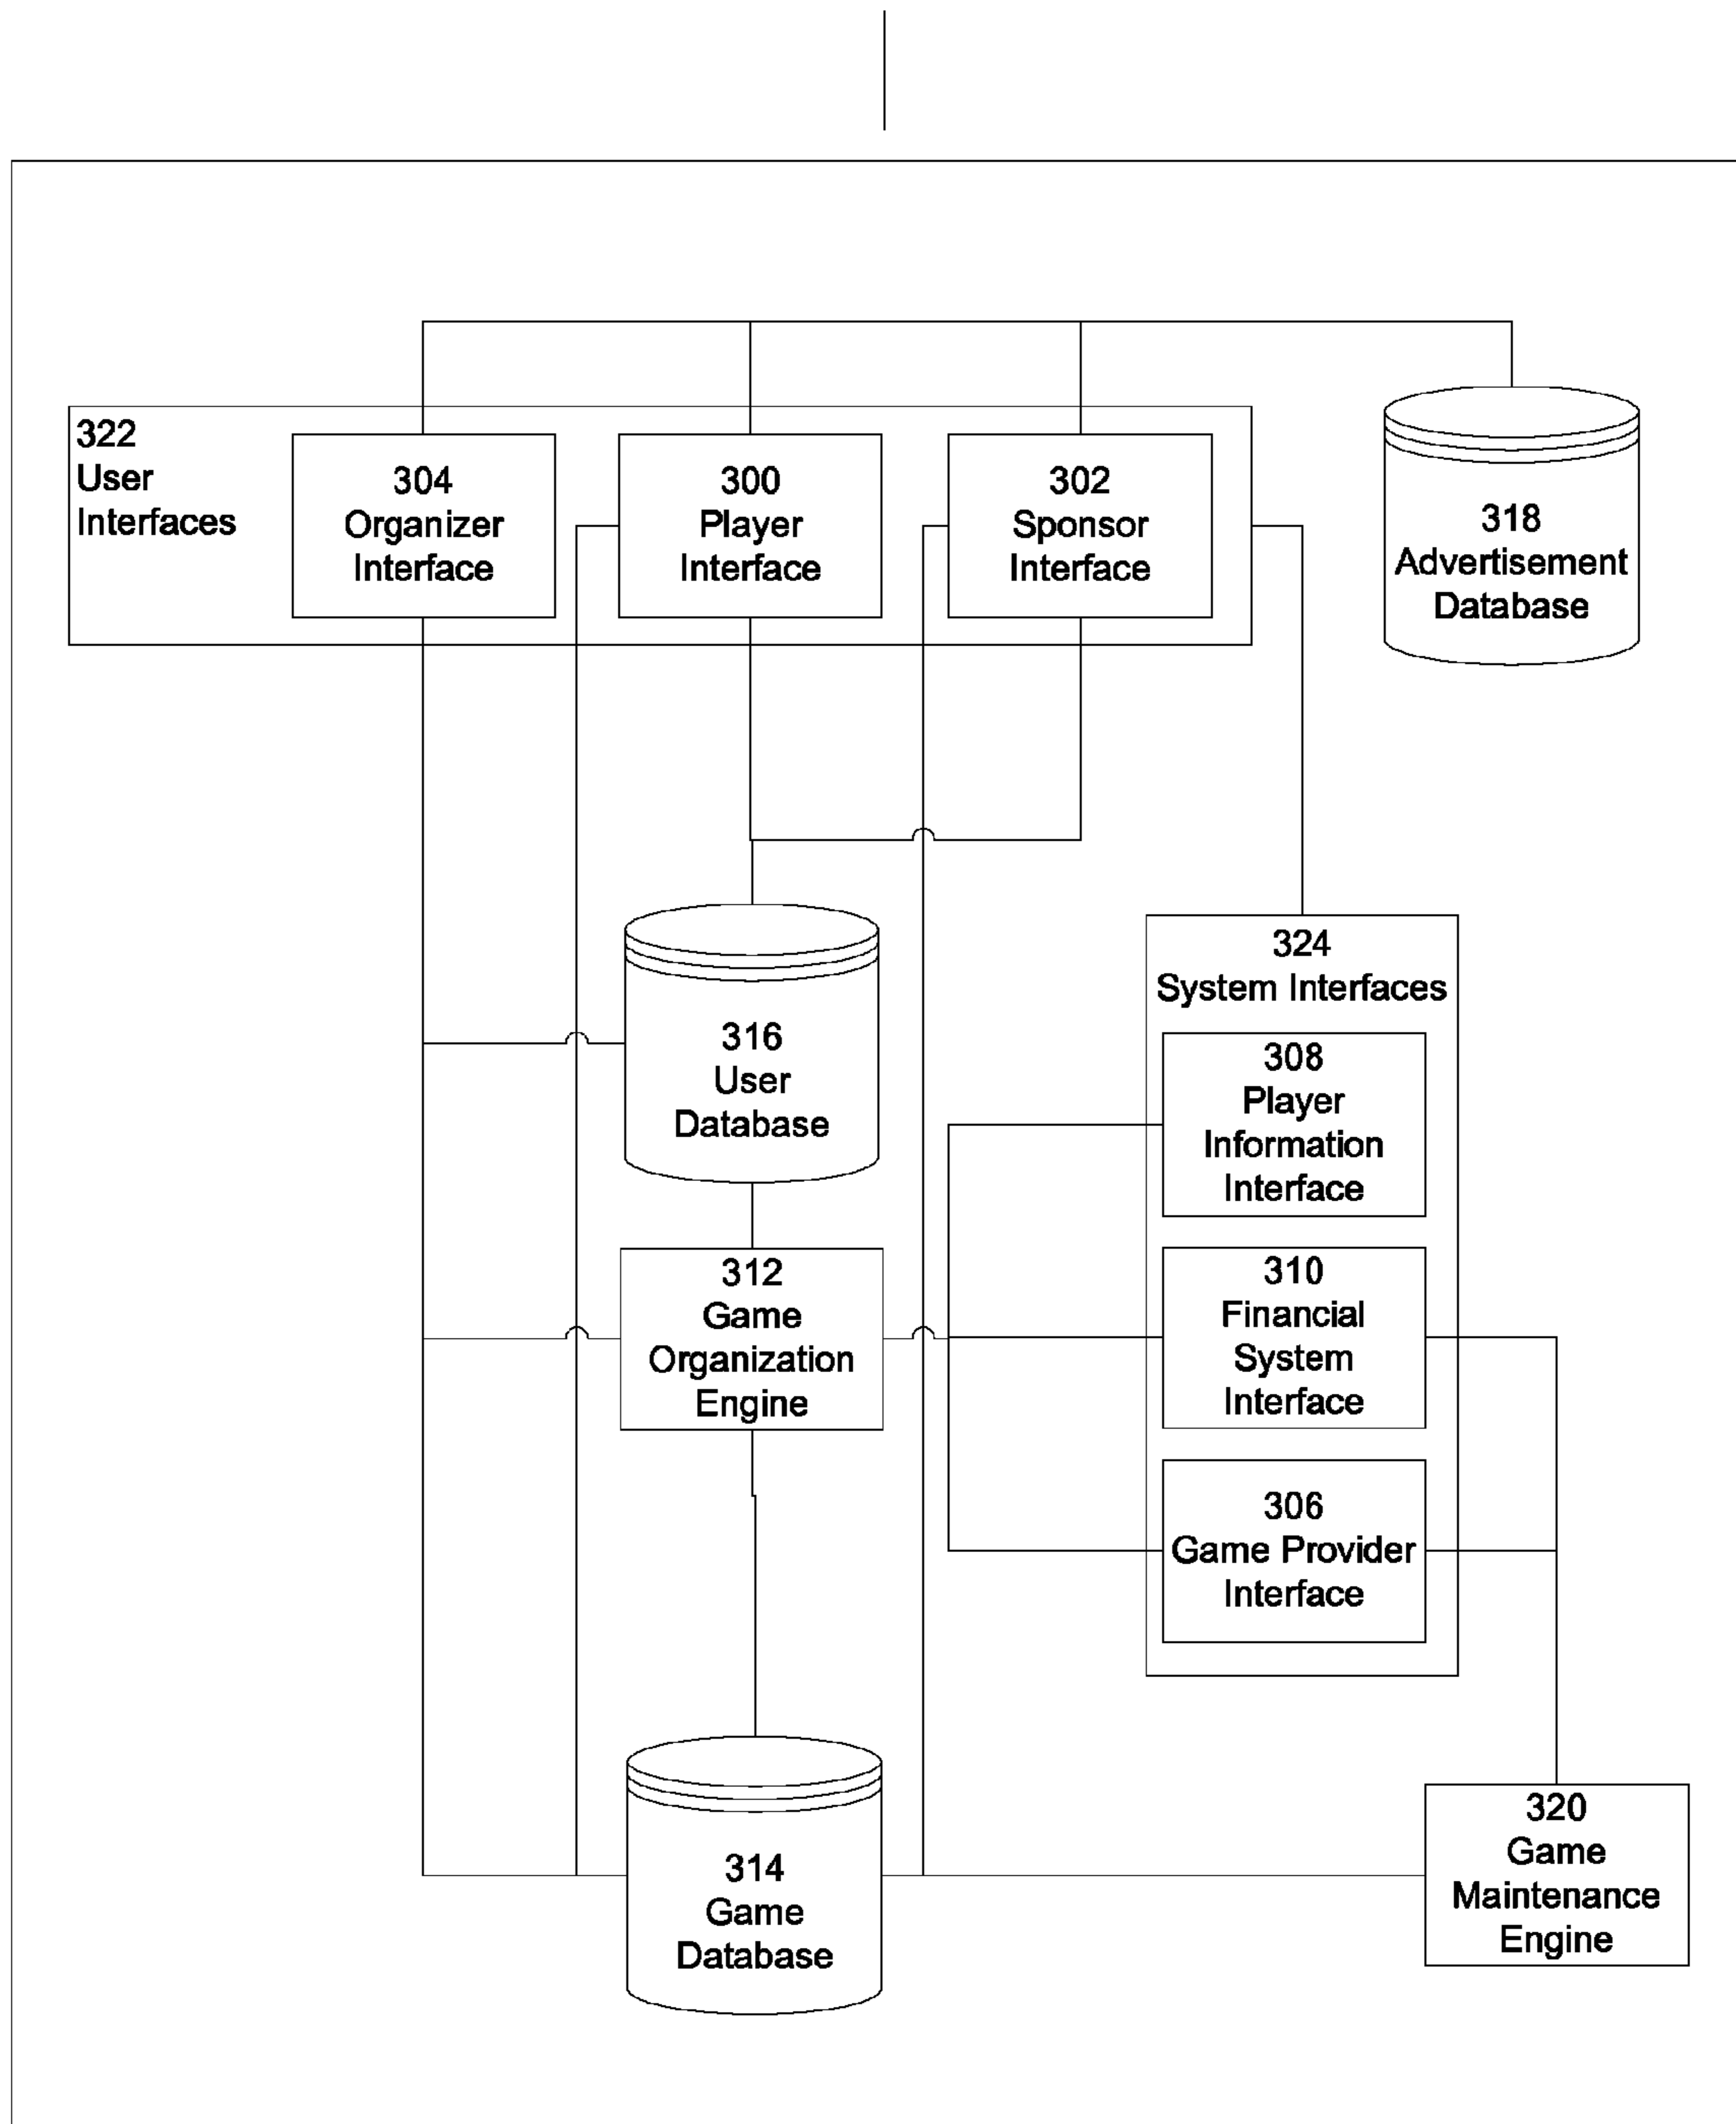 322
User
Interfaces
304
Organizer
Interface
300
Player
Interface
302
Sponsor
Interface
318
Advertisement
Database
316
User
Database
324
System Interfaces
308
Player
Information
Interface
312
Game
Organization
Engine
310
Financial
System
Interface
306
Game Provider
Interface
314
Game
Database
320
Game
Maintenance
Engine